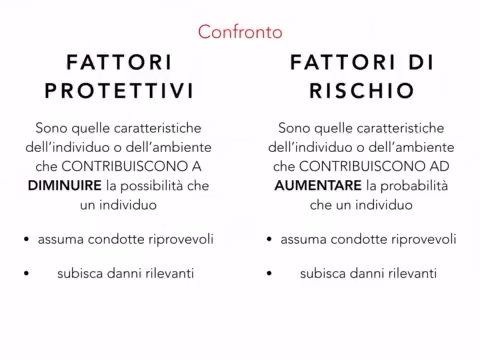 Confronto
FATTORI
PROTETTIVI
Sono quelle caratteristiche
dell'individuo o dell'ambiente
che CONTRIBUISCONO A
DIMINUIRE la possibilità che
un individuo
• assuma condotte riprovevoli
• subisca danni rilevanti
FATTORI DI
RISCHIO
Sono quelle caratteristiche
dell'individuo o dell'ambiente
che CONTRIBUISCONO AD
AUMENTARE la probabilità
che un individuo
• assuma condotte riprovevoli
• subisca danni rilevanti